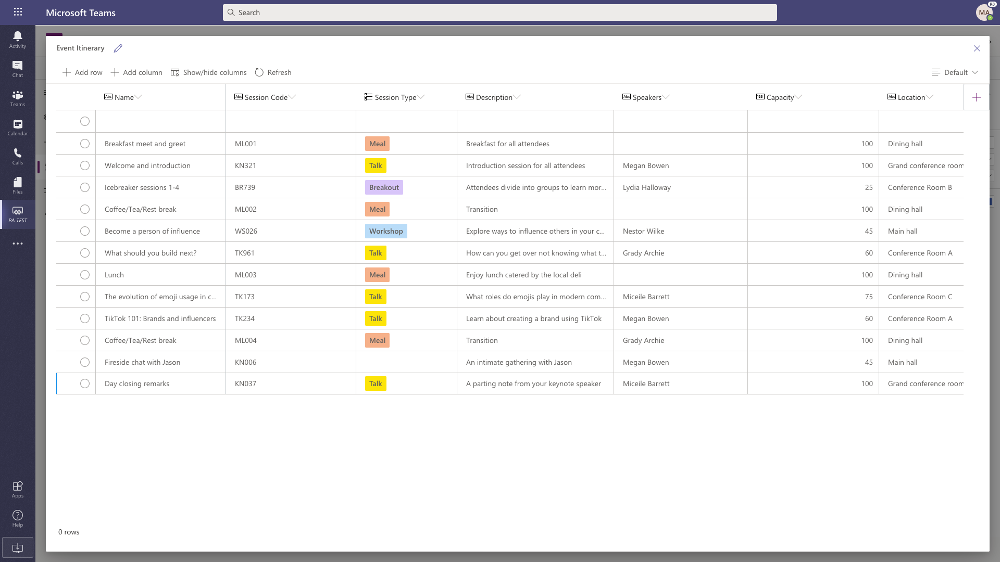 Microsoft Teams
Search
MA
RO
Activity
Chat
Teams
Calendar
Calls
Files
PA TEST
Apps
Help
Event Itinerary
Add row
Add column
Show/hide columns
Refresh
Default
Abc Name
Abc Session Code
Session Type
Abc Description
Abc Speakers
123 Capacity
Abc Location
Breakfast meet and greet ML001 Meal Breakfast for all attendees 100 Dining hall
Welcome and introduction KN321 Talk Introduction session for all attendees Megan Bowen 100 Grand conference room
Icebreaker sessions 1-4 BR739 Breakout Attendees divide into groups to learn mor... Lydia Halloway 25 Conference Room B
Coffee/Tea/Rest break ML002 Meal Transition 100 Dining hall
Become a person of influence WS026 Workshop Explore ways to influence others in your c... Nestor Wilke 45 Main hall
What should you build next? TK961 Talk How can you get over not knowing what t... Grady Archie 60 Conference Room A
Lunch ML003 Meal Enjoy lunch catered by the local deli 100 Dining hall
The evolution of emoji usage in c... TK173 Talk What roles do emojis play in modern com... Miceile Barrett 75 Conference Room C
TikTok 101: Brands and influencers TK234 Talk Learn about creating a brand using TikTok Megan Bowen 60 Conference Room A
Coffee/Tea/Rest break ML004 Meal Transition Grady Archie 100 Dining hall
Fireside chat with Jason KN006 An intimate gathering with Jason Megan Bowen 45 Main hall
Day closing remarks KN037 Talk A parting note from your keynote speaker Miceile Barrett 100 Grand conference room
0 rows